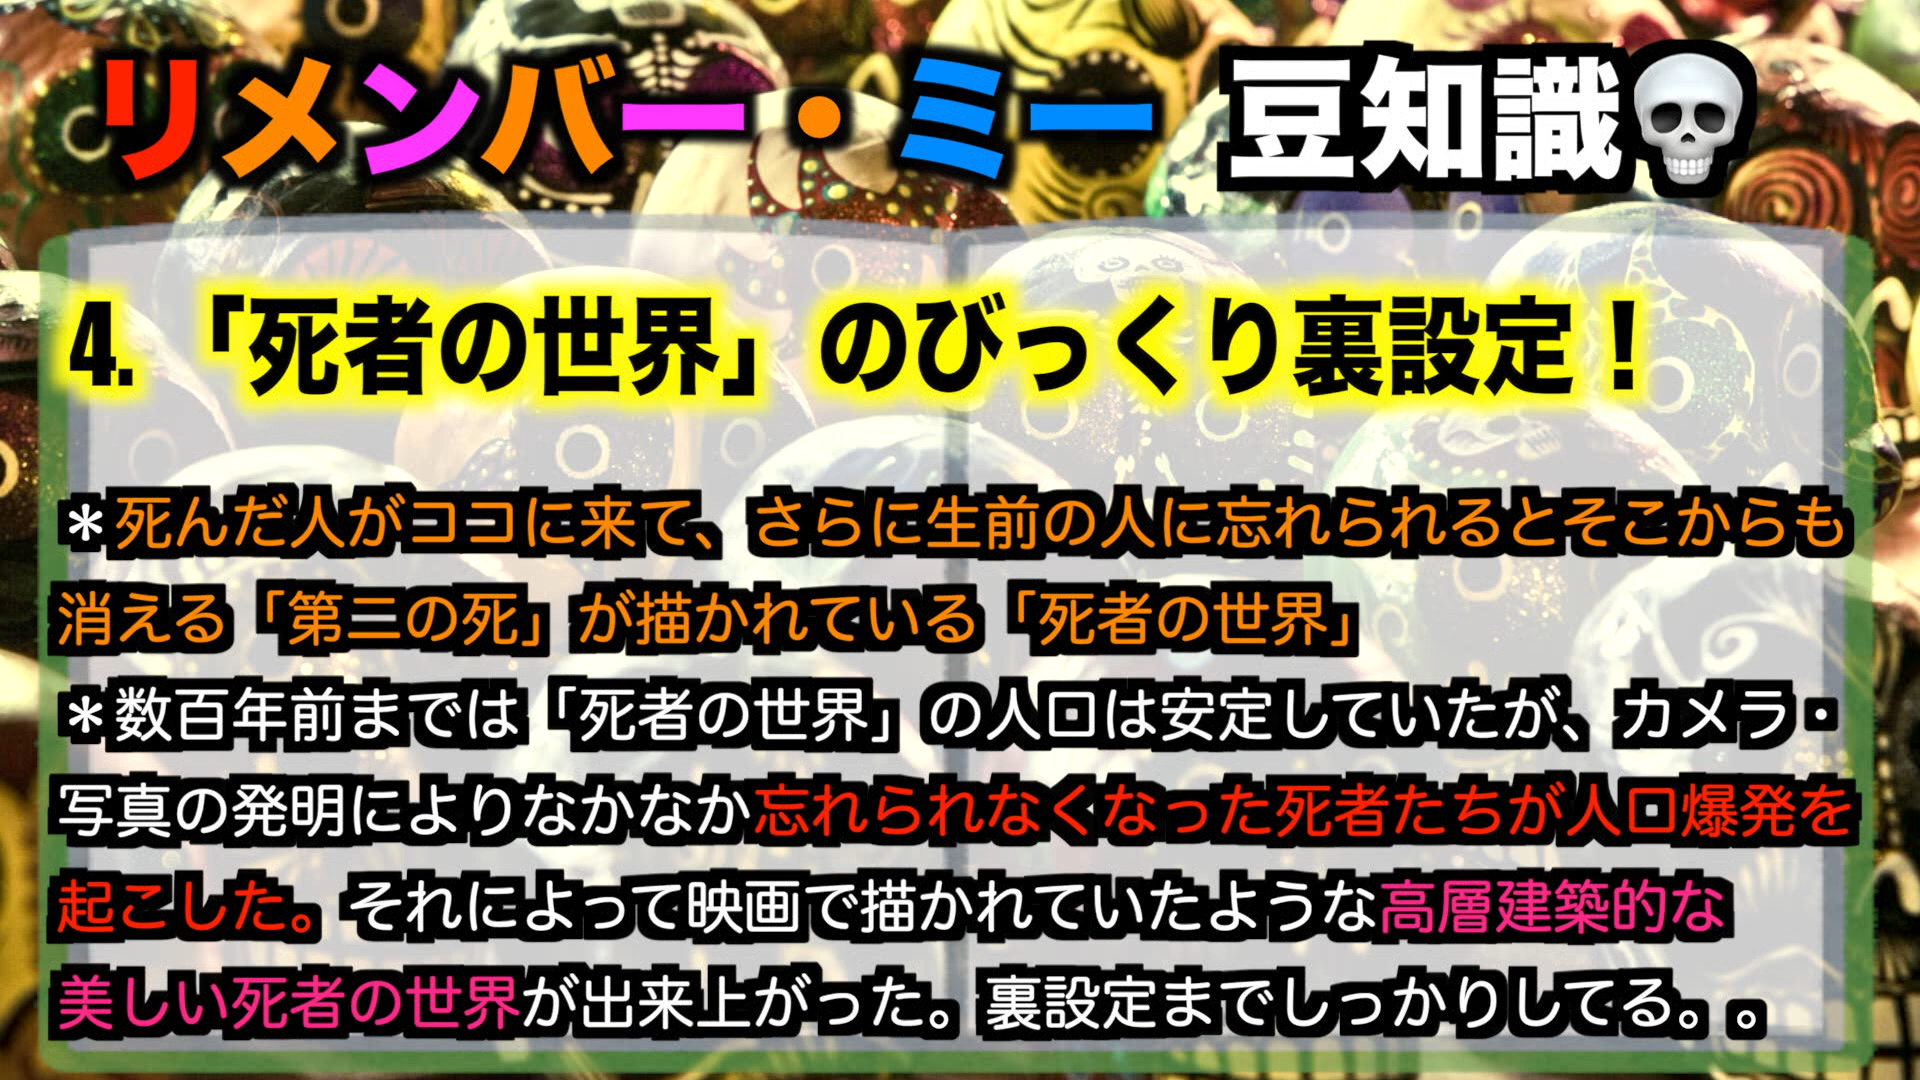 リメンバー・ミー 豆知識💀
4.「死者の世界」のびっくり裏設定！
＊死んだ人がココに来て、さらに生前の人に忘れられるとそこからも
消える「第二の死」が描かれている「死者の世界」
＊数百年前までは「死者の世界」の人口は安定していたが、カメラ・
写真の発明によりなかなか忘れられなくなった死者たちが人口爆発を
起こした。それによって映画で描かれていたような高層建築的な
美しい死者の世界が出来上がった。裏設定までしっかりしてる。。